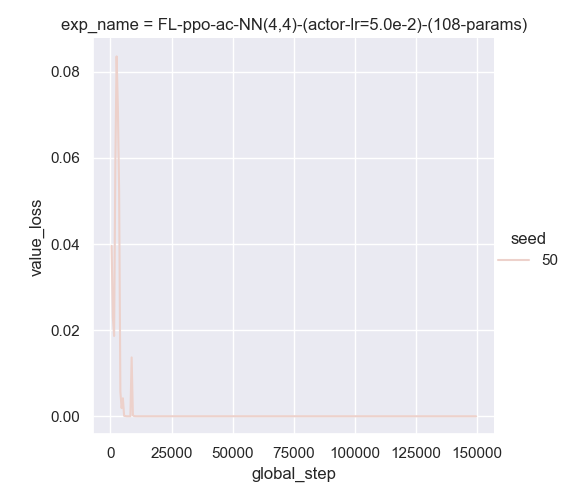 exp_name = FL-ppo-ac-NN(4,4)-(actor-lr=5.0e-2)-(108-params)
0.08
0.06
0.04
0.02
0.00
value_loss
seed
50
0 25000 50000 75000 100000 125000 150000
global_step